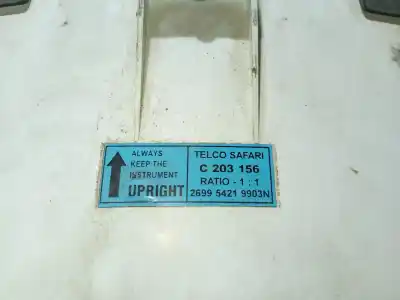 ALWAYS
KEEP THE
INSTRUMENT
UPRIGHT
TELCO SAFARI
C 203 156
RATIO - 1 : 1
2699 5421 9903N